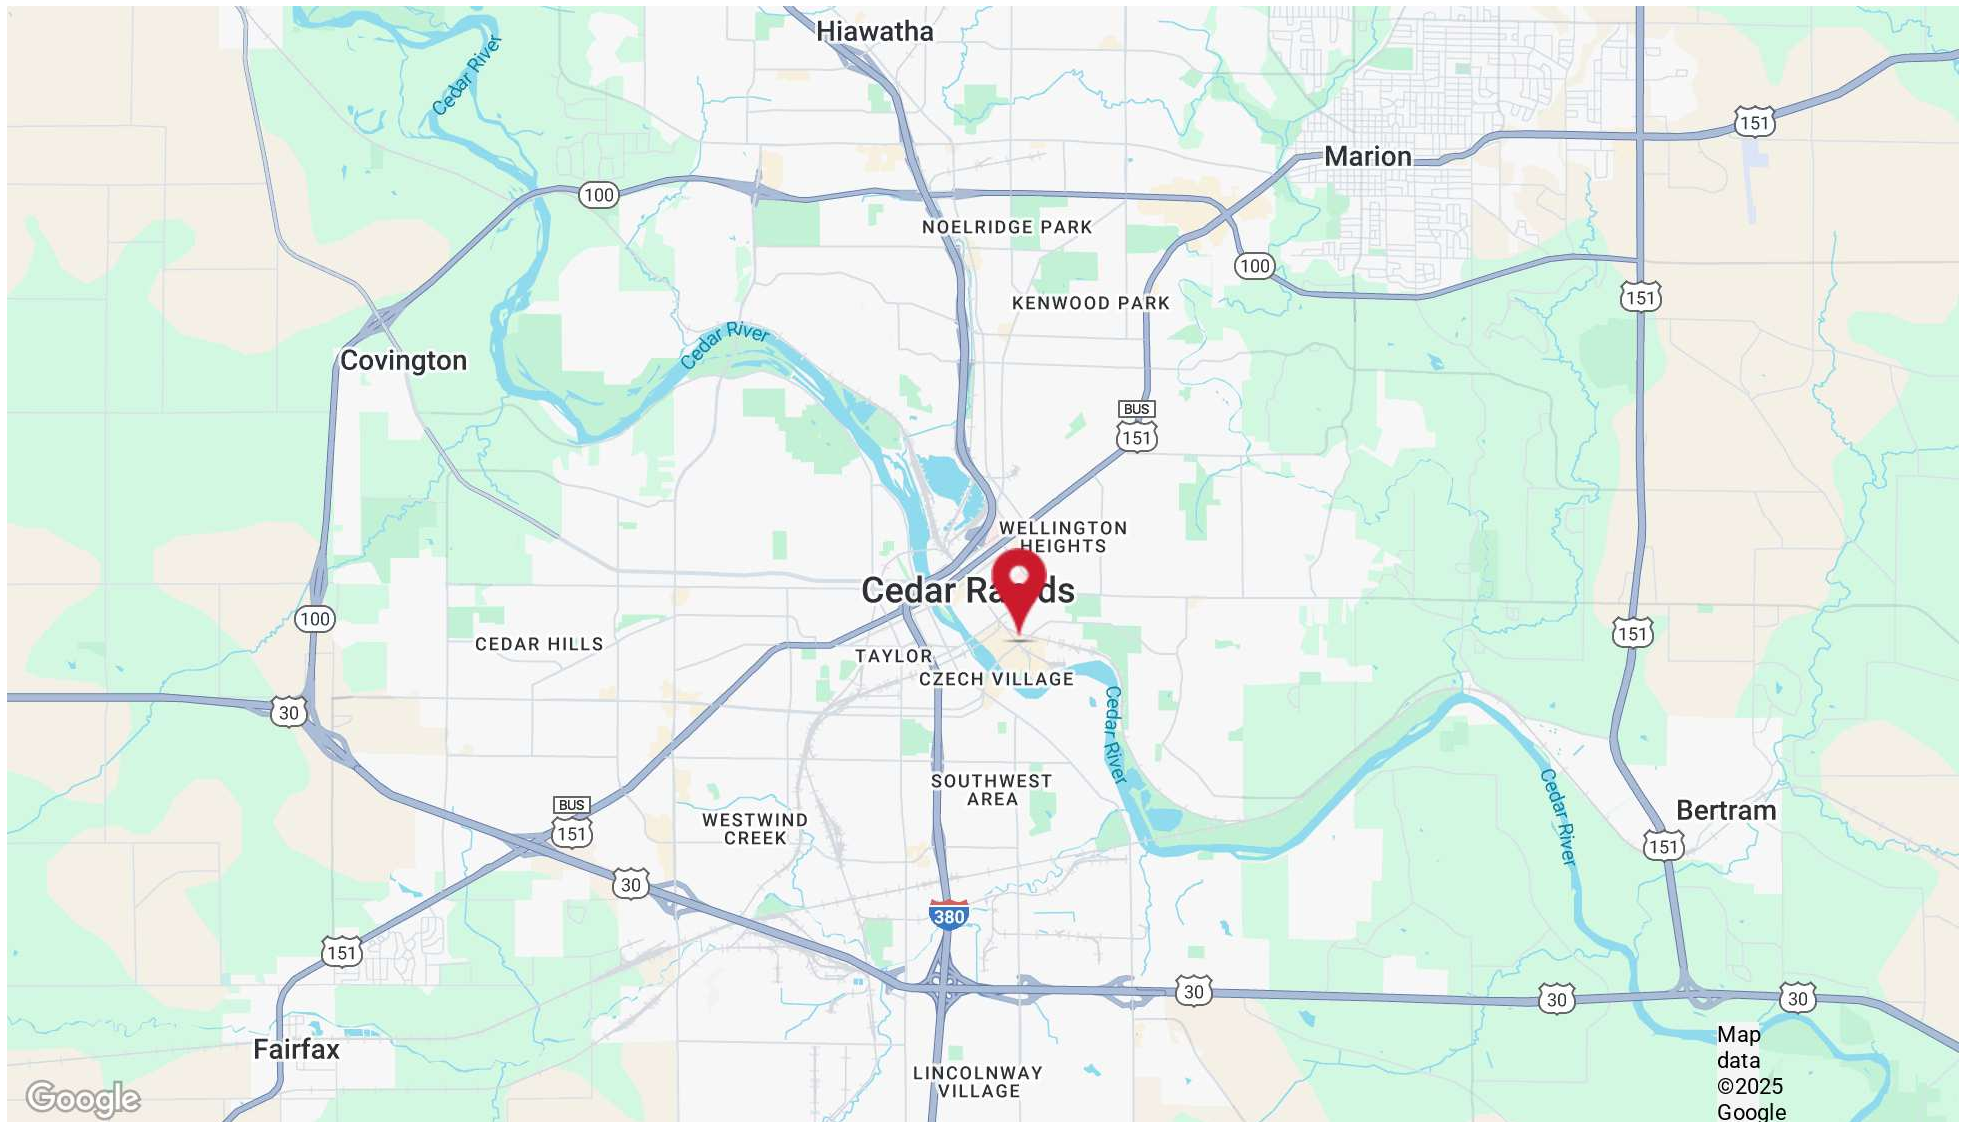 Hiawatha
Cedar River
151
Marion
100
NOELRIDGE PARK
100
151
KENWOOD PARK
Cedar River
Covington
BUS
151
WELLINGTON
HEIGHTS
Cedar Ra ds
100
151
CEDAR HILLS
TAYLOR
CZECH VILLAGE
30
Cedar River
SOUTHWEST
AREA
BUS
151
WESTWIND
CREEK
Cedar River
Bertram
151
30
380
151
30
30
30
Fairfax
LINCOLNWAY
VILLAGE
Map
data
©2025
Google
Google